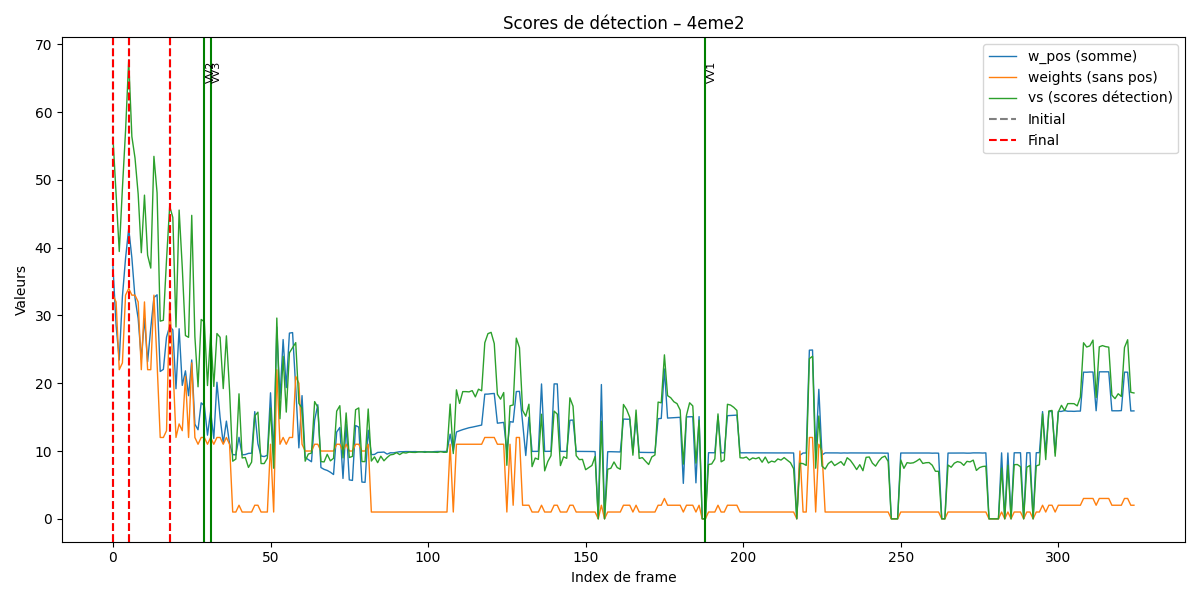 Scores de détection – 4eme2
Valeurs
70
60
50
40
30
20
10
0
VV2
VV3
VV1
w_pos (somme)
weights (sans pos)
vs (scores détection)
Initial
Final
0
50
100
150
200
250
300
Index de frame